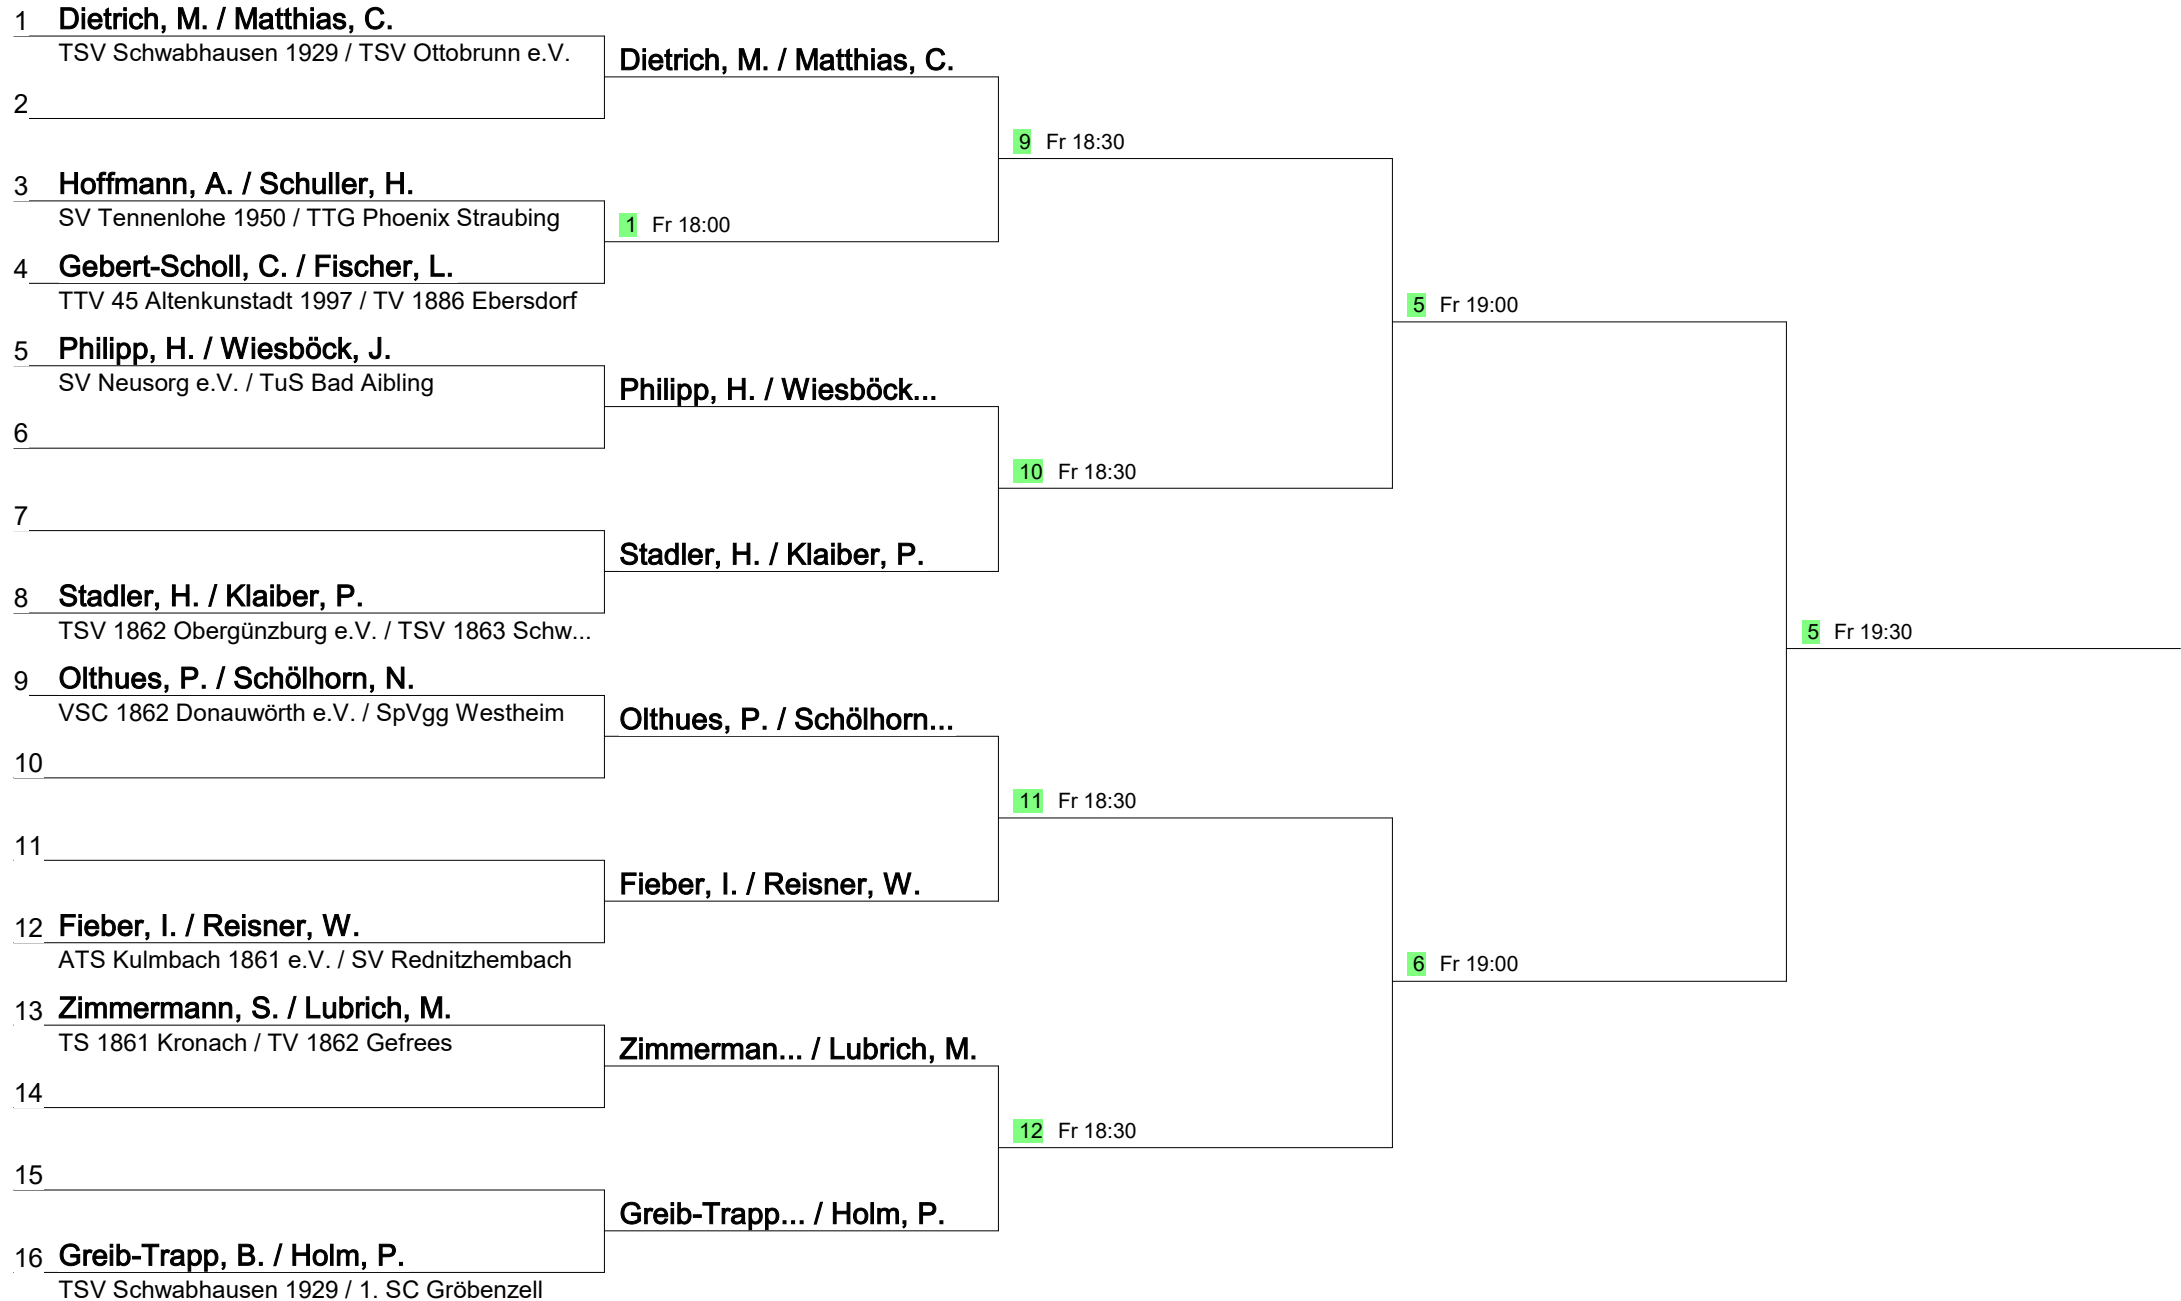 1 Dietrich, M. / Matthias, C.
TSV Schwabhausen 1929 / TSV Ottobrunn e.V.
Dietrich, M. / Matthias, C.
2
9 Fr 18:30
3 Hoffmann, A. / Schuller, H.
SV Tennenlohe 1950 / TTG Phoenix Straubing
1 Fr 18:00
4 Gebert-Scholl, C. / Fischer, L.
TTV 45 Altenkunstadt 1997 / TV 1886 Ebersdorf
5 Fr 19:00
5 Philipp, H. / Wiesböck, J.
SV Neusorg e.V. / TuS Bad Aibling
Philipp, H. / Wiesböck...
6
10 Fr 18:30
7
Stadler, H. / Klaiber, P.
8 Stadler, H. / Klaiber, P.
TSV 1862 Obergünzburg e.V. / TSV 1863 Schw...
5 Fr 19:30
9 Olthues, P. / Schölhorn, N.
VSC 1862 Donauwörth e.V. / SpVgg Westheim
Olthues, P. / Schölhorn...
10
11 Fr 18:30
11
Fieber, I. / Reisner, W.
12 Fieber, I. / Reisner, W.
ATS Kulmbach 1861 e.V. / SV Rednitzhembach
6 Fr 19:00
13 Zimmermann, S. / Lubrich, M.
TS 1861 Kronach / TV 1862 Gefrees
Zimmerman... / Lubrich, M.
14
12 Fr 18:30
15
Greib-Trapp... / Holm, P.
16 Greib-Trapp, B. / Holm, P.
TSV Schwabhausen 1929 / 1. SC Gröbenzell